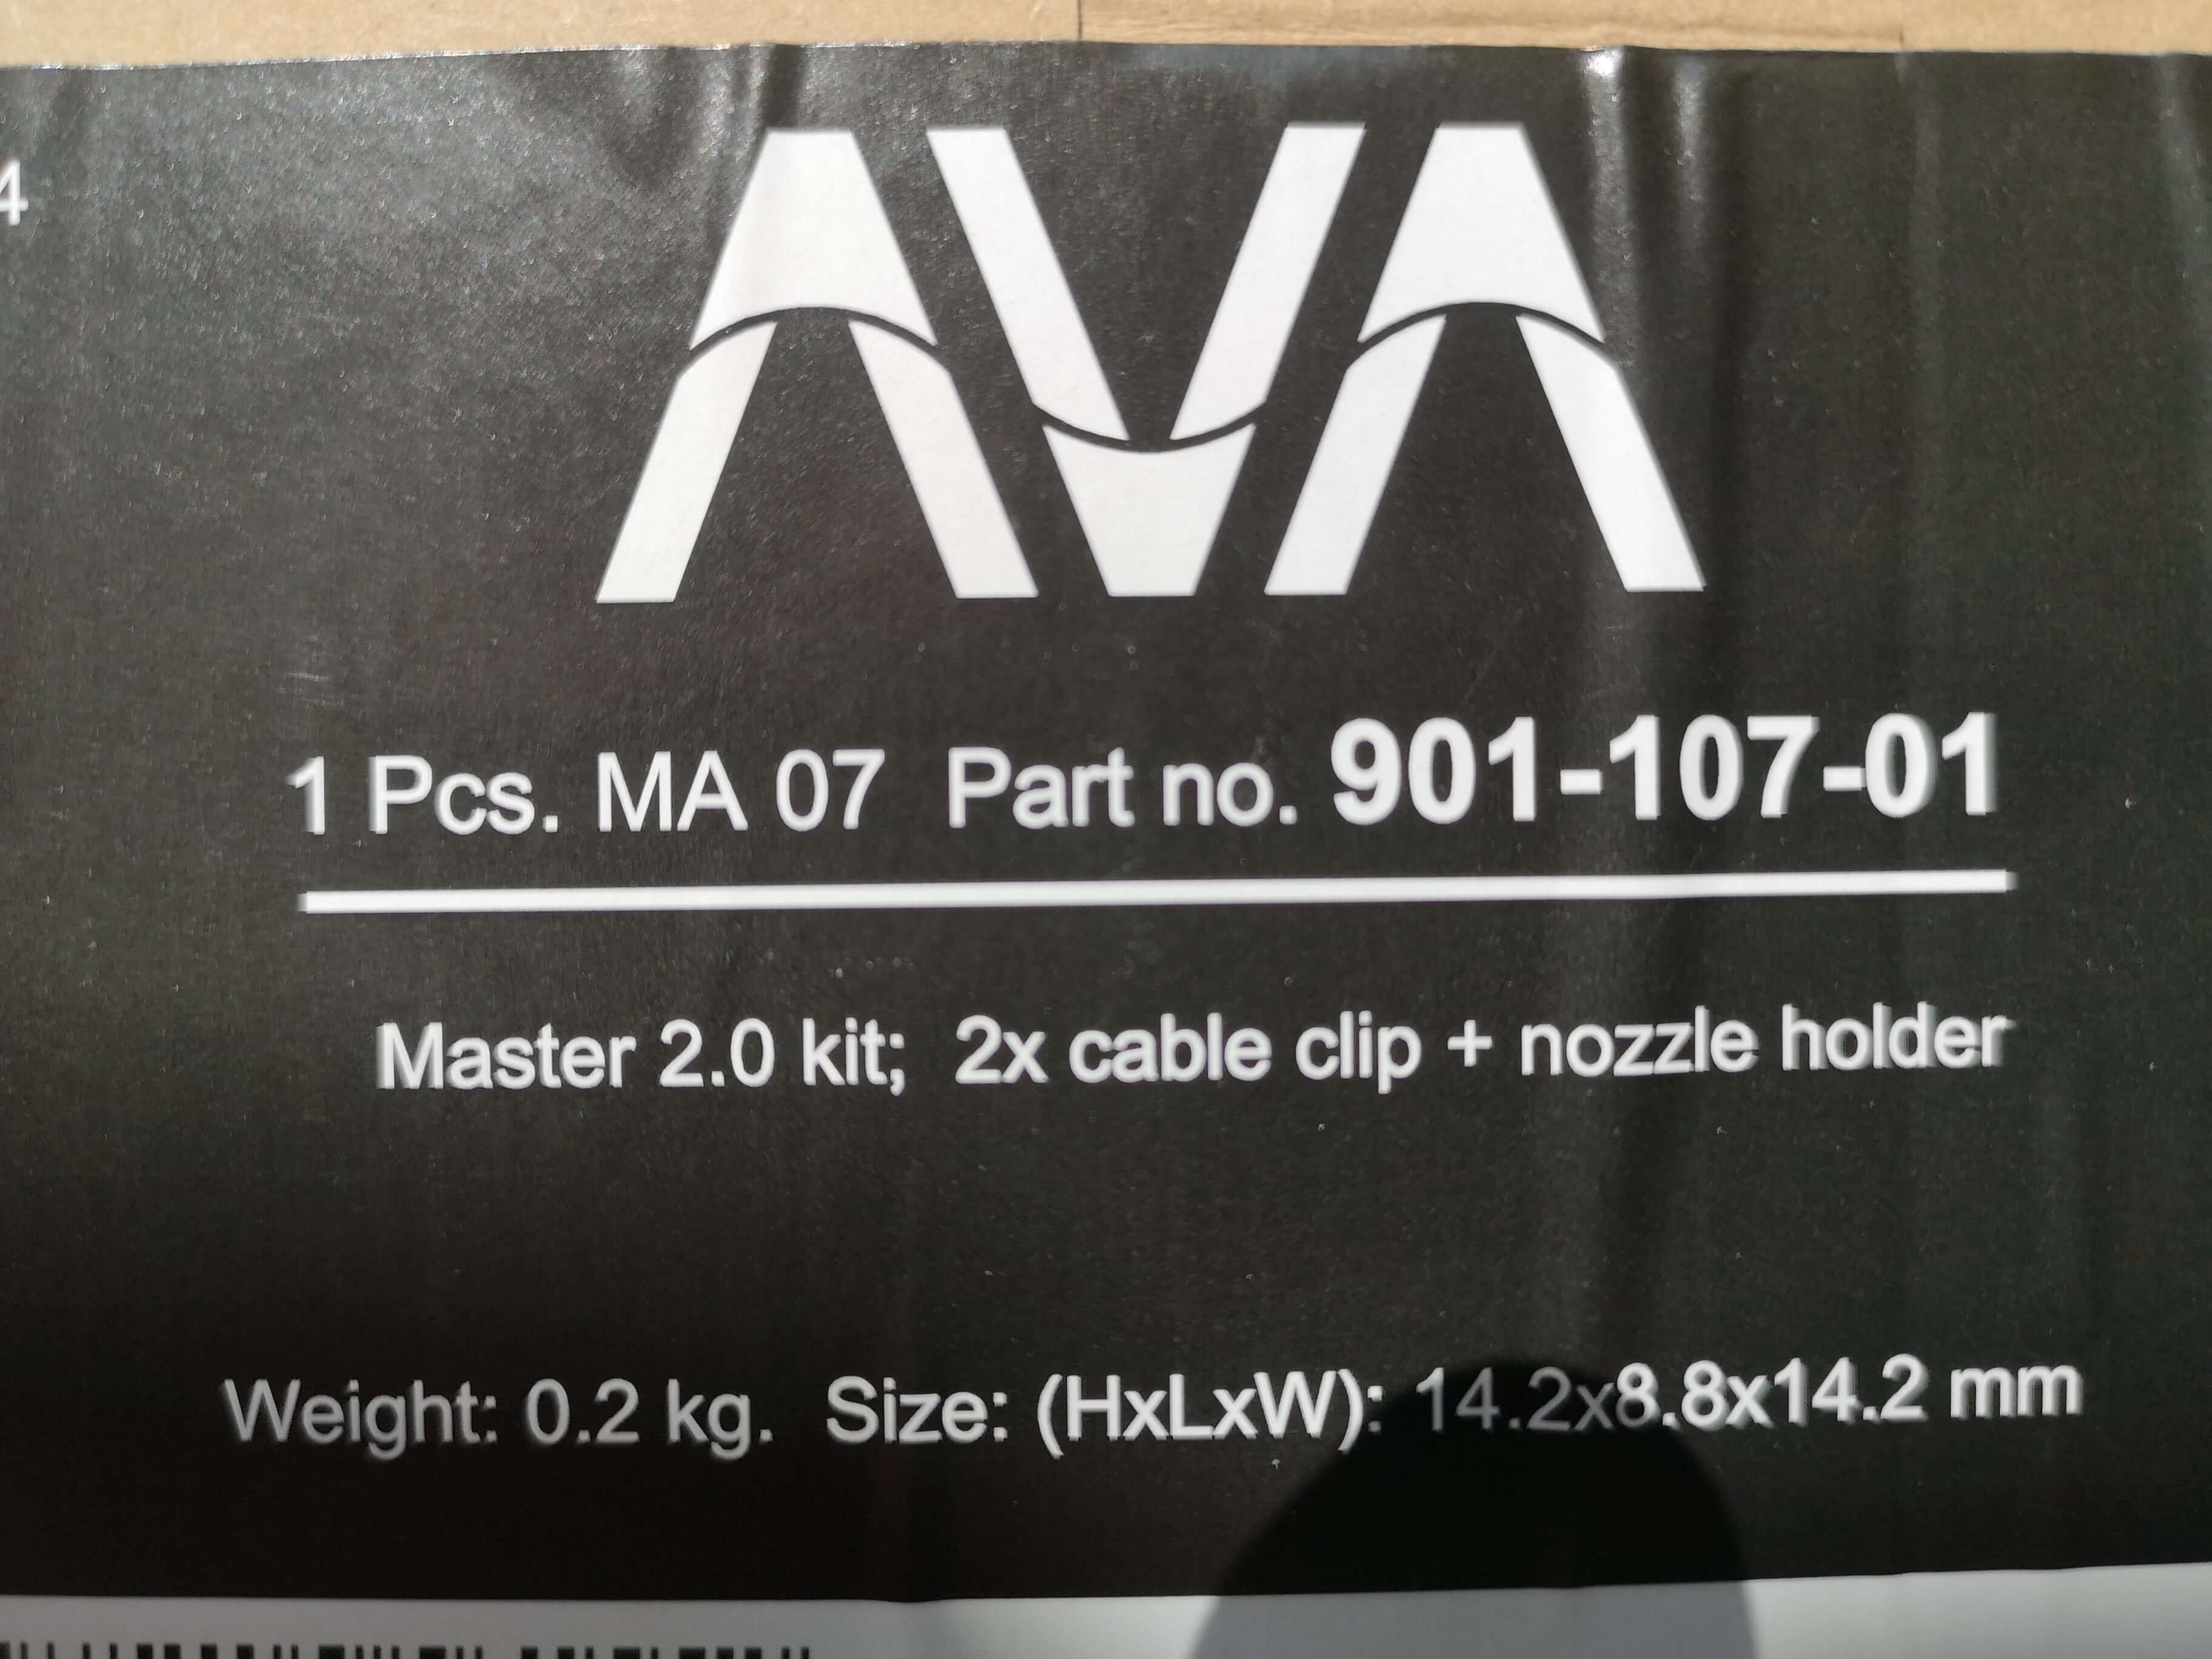 4
AVA
1 Pcs. MA 07 Part no. 901-107-01
Master 2.0 kit; 2x cable clip + nozzle holder
Weight: 0.2 kg. Size: (HxLxW): 14.2x8.8x14.2 mm